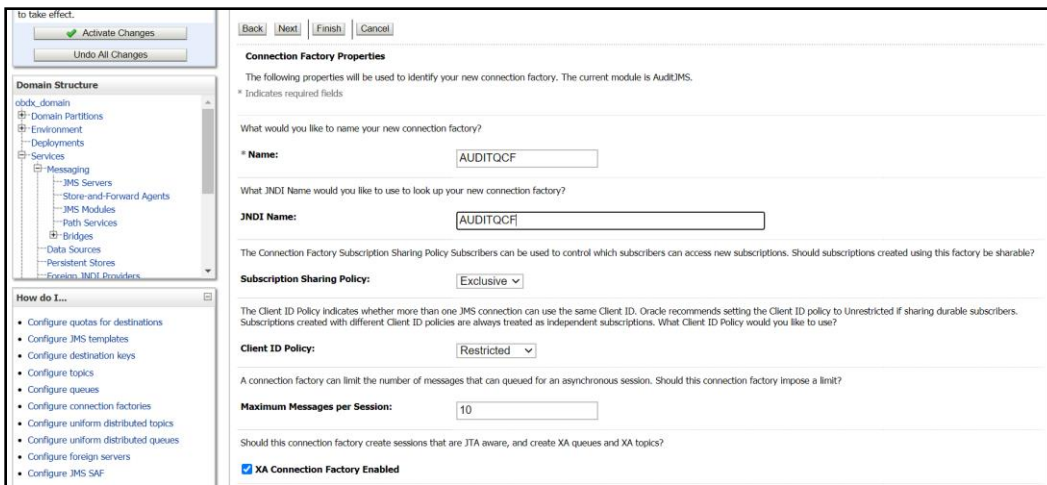 to take effect.
Activate Changes
Undo All Changes
Domain Structure
obdx_domain
Domain Partitions
Environment
Deployments
Services
Messaging
JMS Servers
Store-and-Forward Agents
JMS Modules
Path Services
Bridges
Data Sources
Persistent Stores
Foreign JNDI Providers
How do I...
Configure quotas for destinations
Configure JMS templates
Configure destination keys
Configure topics
Configure queues
Configure connection factories
Configure uniform distributed topics
Configure uniform distributed queues
Configure foreign servers
Configure JMS SAF
Back Next Finish Cancel
Connection Factory Properties
The following properties will be used to identify your new connection factory. The current module is AuditJMS.
* Indicates required fields
What would you like to name your new connection factory?
* Name: AUDITQCF
What JNDI Name would you like to use to look up your new connection factory?
JNDI Name: AUDITQCF
The Connection Factory Subscription Sharing Policy Subscribers can be used to control which subscribers can access new subscriptions. Should subscriptions created using this factory be sharable?
Subscription Sharing Policy: Exclusive
The Client ID Policy indicates whether more than one JMS connection can use the same Client ID. Oracle recommends setting the Client ID policy to Unrestricted if sharing durable subscribers.
Subscriptions created with different Client ID policies are always treated as independent subscriptions. What Client ID Policy would you like to use?
Client ID Policy: Restricted
A connection factory can limit the number of messages that can queued for an asynchronous session. Should this connection factory impose a limit?
Maximum Messages per Session: 10
Should this connection factory create sessions that are JTA aware, and create XA queues and XA topics?
XA Connection Factory Enabled